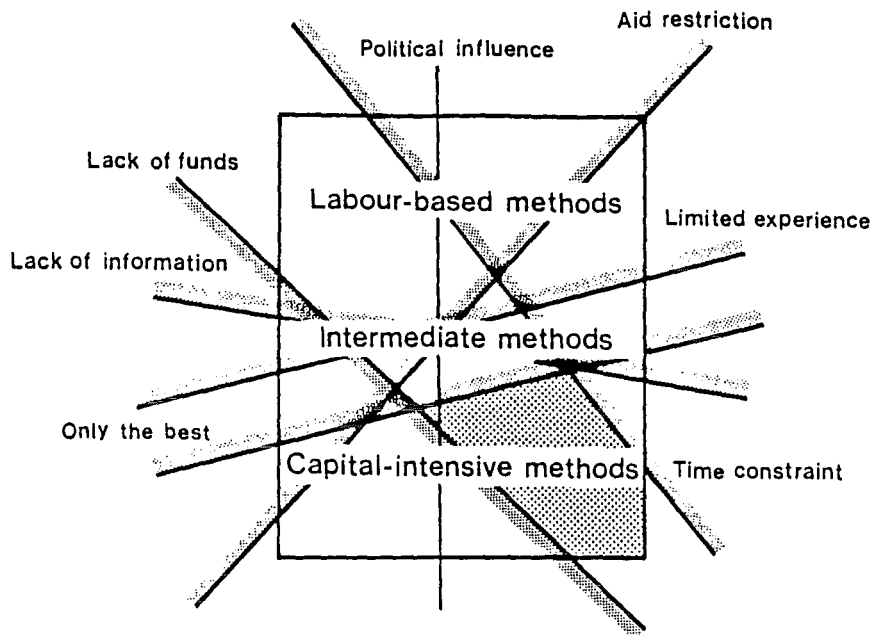 Aid restriction
Political influence
Lack of funds
Labour-based methods
Limited experience
Lack of information
Intermediate methods
Only the best
Capital-intensive methods
Time constraint